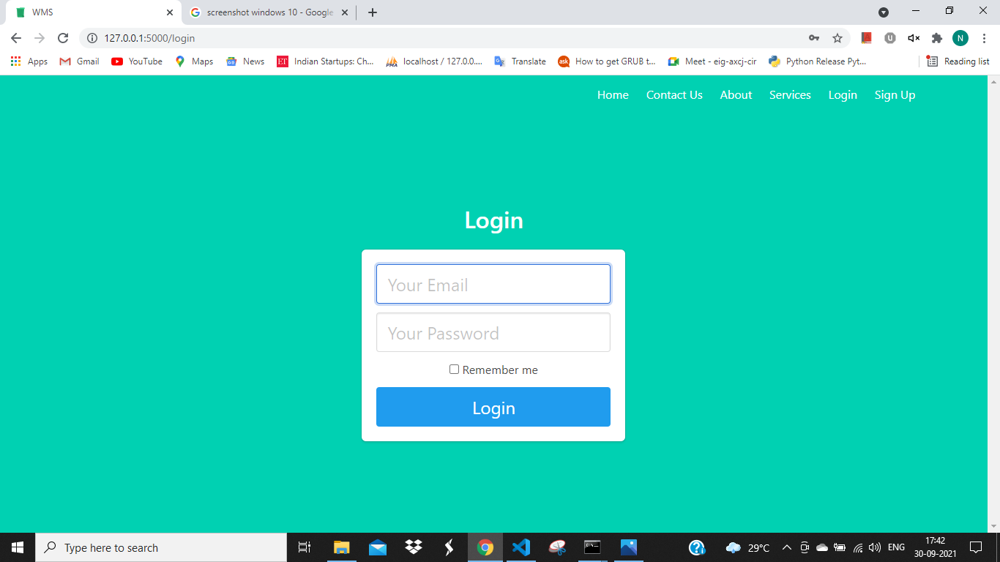 WMS
screenshot windows 10 - Google
127.0.0.1:5000/login
Apps Gmail YouTube Maps News Indian Startups: Ch... localhost / 127.0.0.... Translate How to get GRUB t... Meet - eig-axcj-cir Python Release Pyt... Reading list
Home Contact Us About Services Login Sign Up
Login
Your Email
Your Password
Remember me
Login
Type here to search
29°C
ENG
17:42
30-09-2021